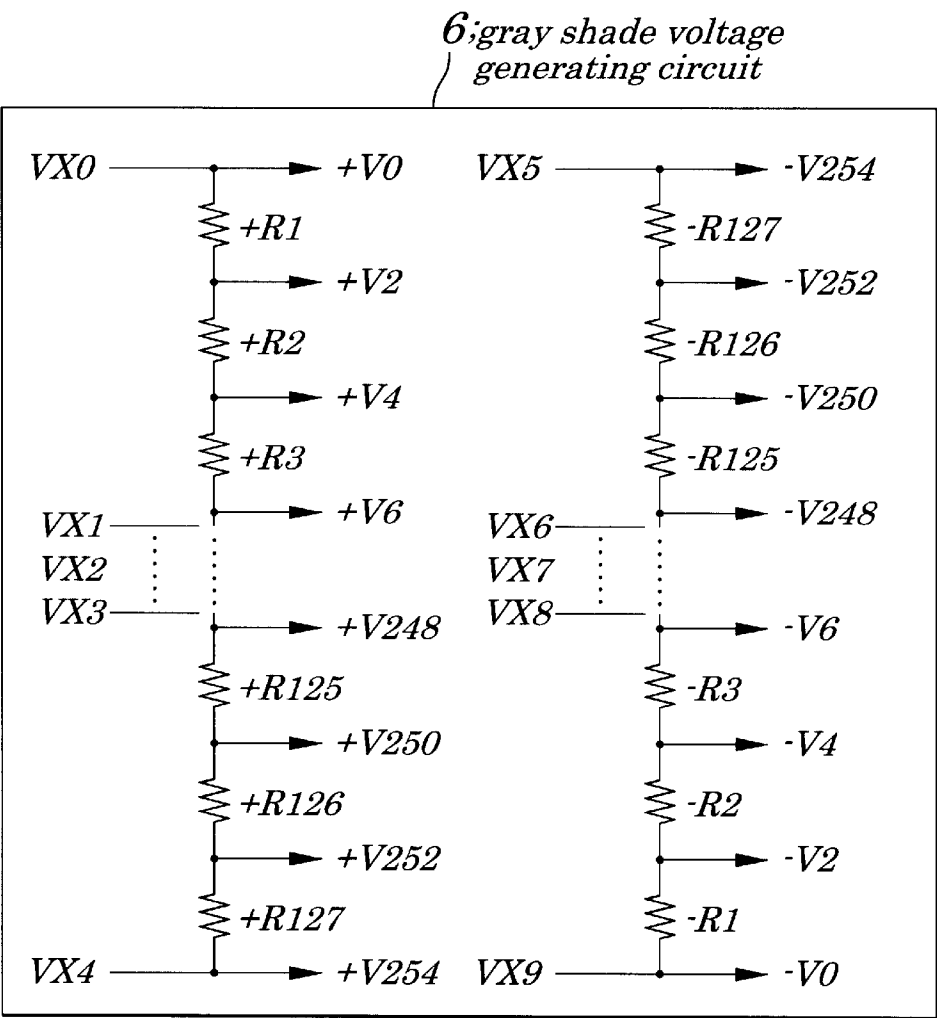 6;gray shade voltage
generating circuit
VX0
+V0
+R1
+V2
+R2
+V4
+R3
+V6
VX1
VX2
VX3
+V248
+R125
+V250
+R126
+V252
+R127
VX4
+V254
VX5
-V254
-R127
-V252
-R126
-V250
-R125
-V248
VX6
VX7
VX8
-V6
-R3
-V4
-R2
-V2
-R1
VX9
-V0